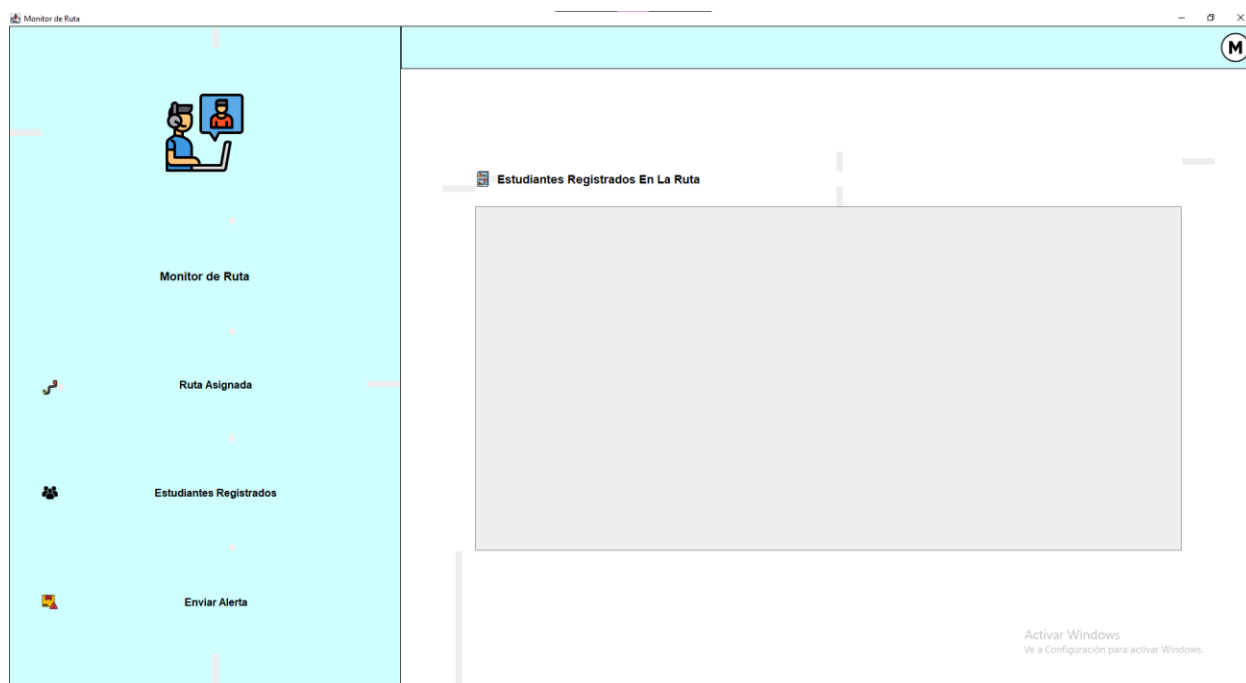 Monitor de Ruta
M
Estudiantes Registrados En La Ruta
Monitor de Ruta
Ruta Asignada
Estudiantes Registrados
Enviar Alerta
Activar Windows
Ve a Configuración para activar Windows.